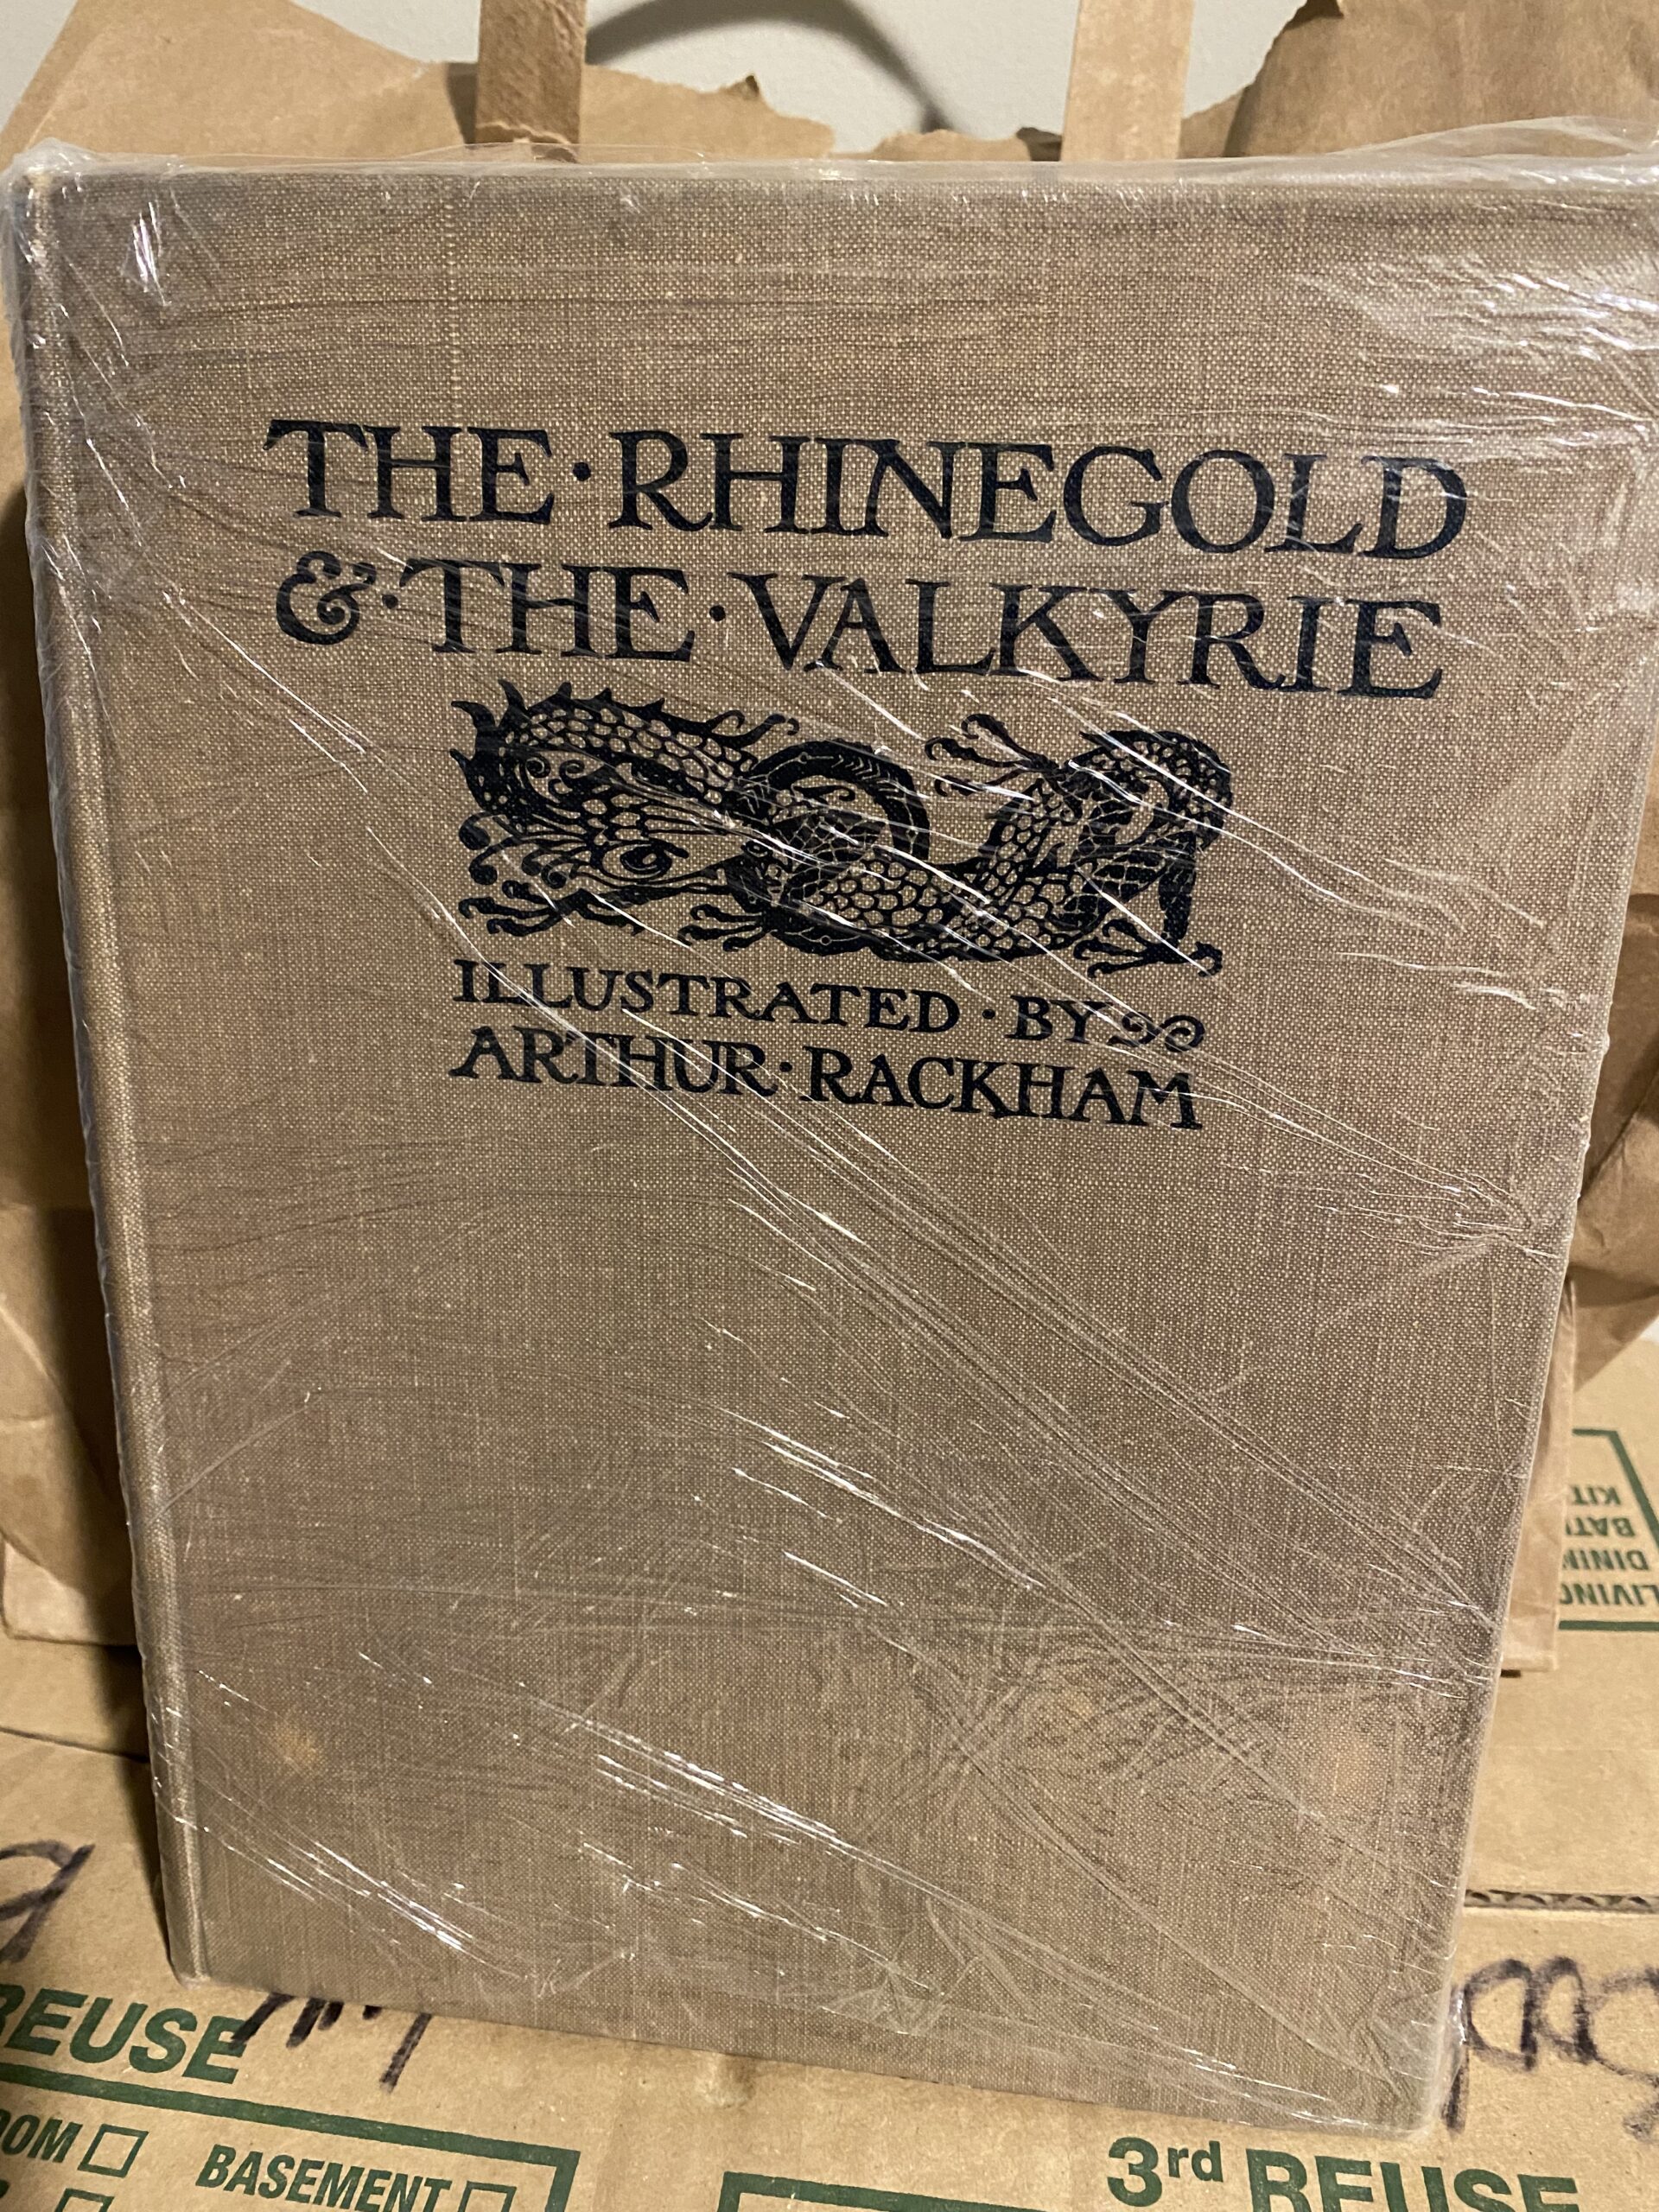 THE·RHINEGOLD
&·THE·VALKYRIE
ILLUSTRATED·BY
ARTHUR·RACKHAM
REUSE
BASEMENT
3rd REUSE